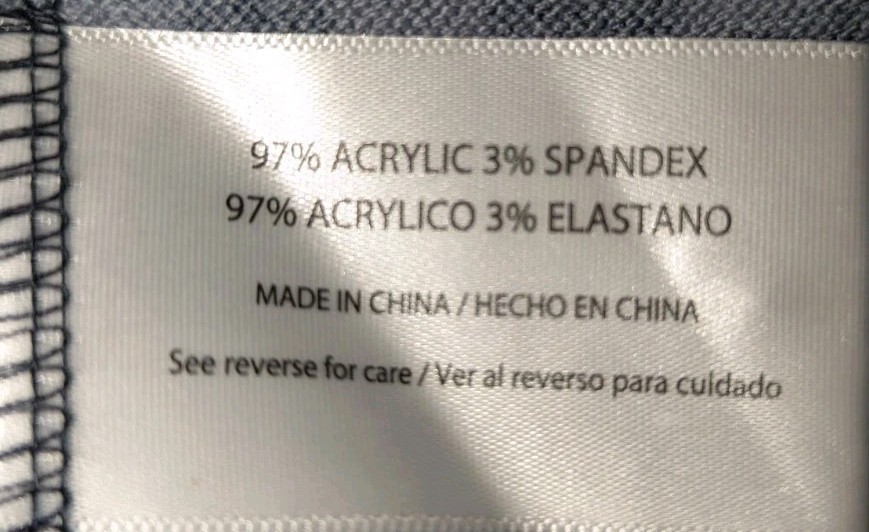 97% ACRYLIC 3% SPANDEX
97% ACRYLICO 3% ELASTANO
MADE IN CHINA / HECHO EN CHINA
See reverse for care / Ver al reverso para cuidado